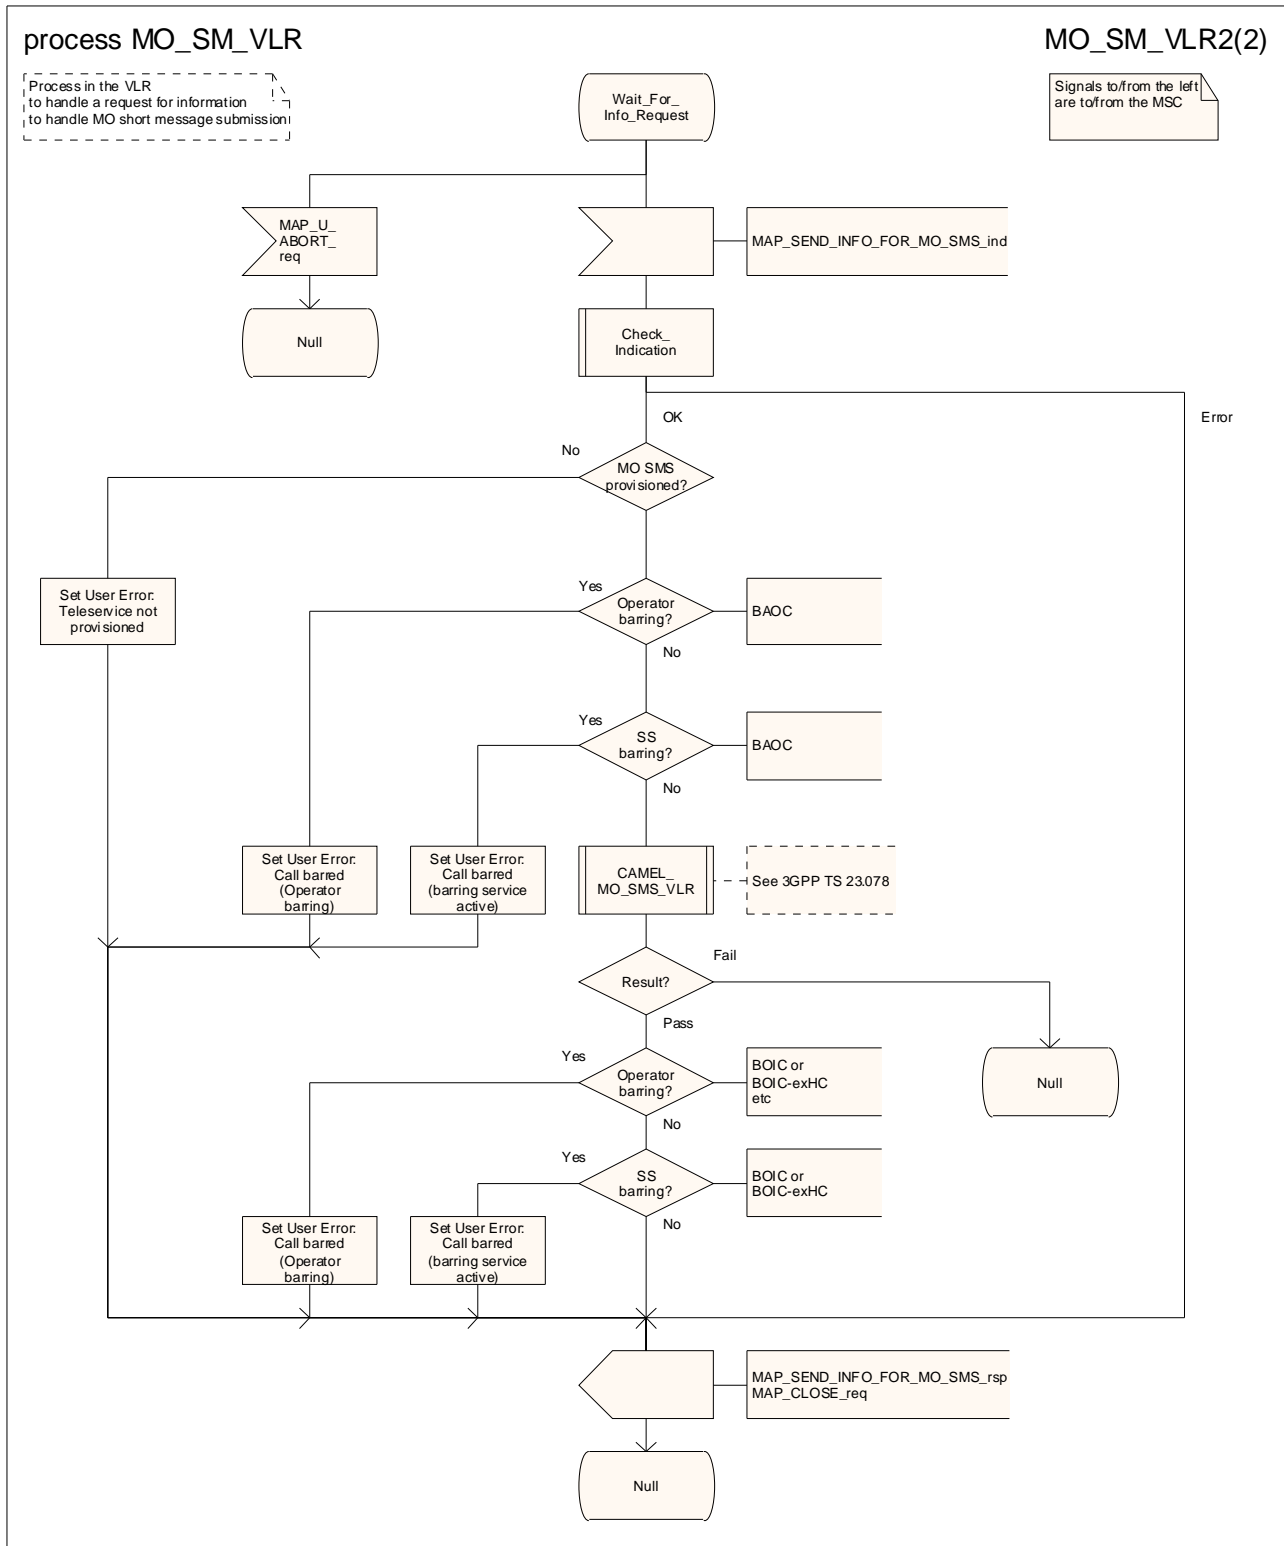 process MO_SM_VLR
MO_SM_VLR2(2)
Process in the VLR
to handle a request for information
to handle MO short message submission
Signals to/from the left
are to/from the MSC
Wait_For_
Info_Request
MAP_U_
ABORT_
req
MAP_SEND_INFO_FOR_MO_SMS_ind
Null
Check_
Indication
OK
Error
No
MO SMS
provisioned?
Set User Error:
Teleservice not
provisioned
Yes
Operator
barring?
BAOC
No
Yes
SS
barring?
BAOC
No
Set User Error:
Call barred
(Operator
barring)
Set User Error:
Call barred
(barring service
active)
CAMEL_
MO_SMS_VLR
See 3GPP TS 23.078
Fail
Result?
Pass
Yes
Operator
barring?
BOIC or
BOIC-exHC
etc
Null
No
Yes
SS
barring?
BOIC or
BOIC-exHC
No
Set User Error:
Call barred
(Operator
barring)
Set User Error:
Call barred
(barring service
active)
MAP_SEND_INFO_FOR_MO_SMS_rsp
MAP_CLOSE_req
Null